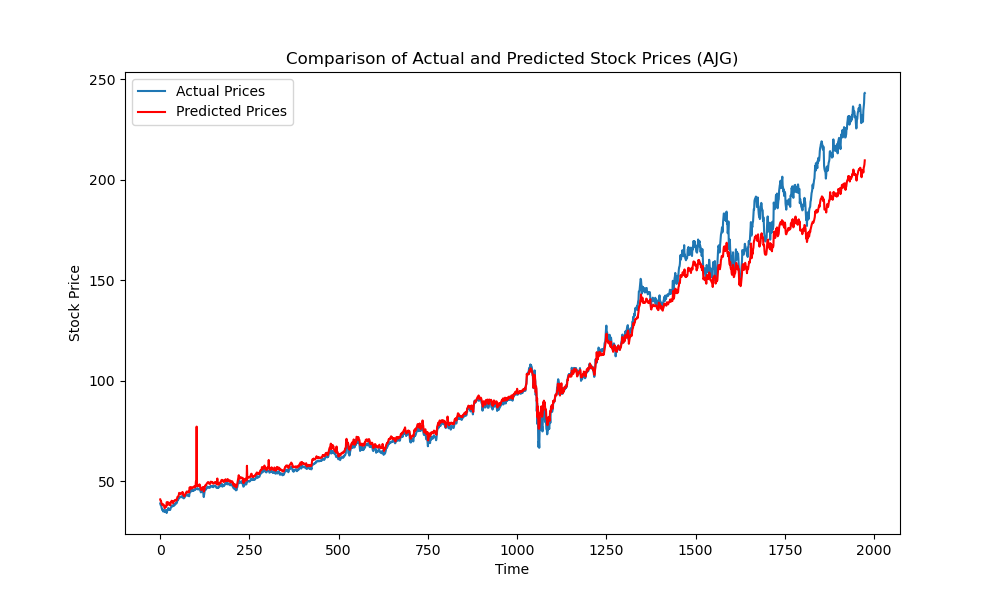 Comparison of Actual and Predicted Stock Prices (AJG)
Actual Prices
Predicted Prices
Stock Price
250
200
150
100
50
0 250 500 750 1000 1250 1500 1750 2000
Time